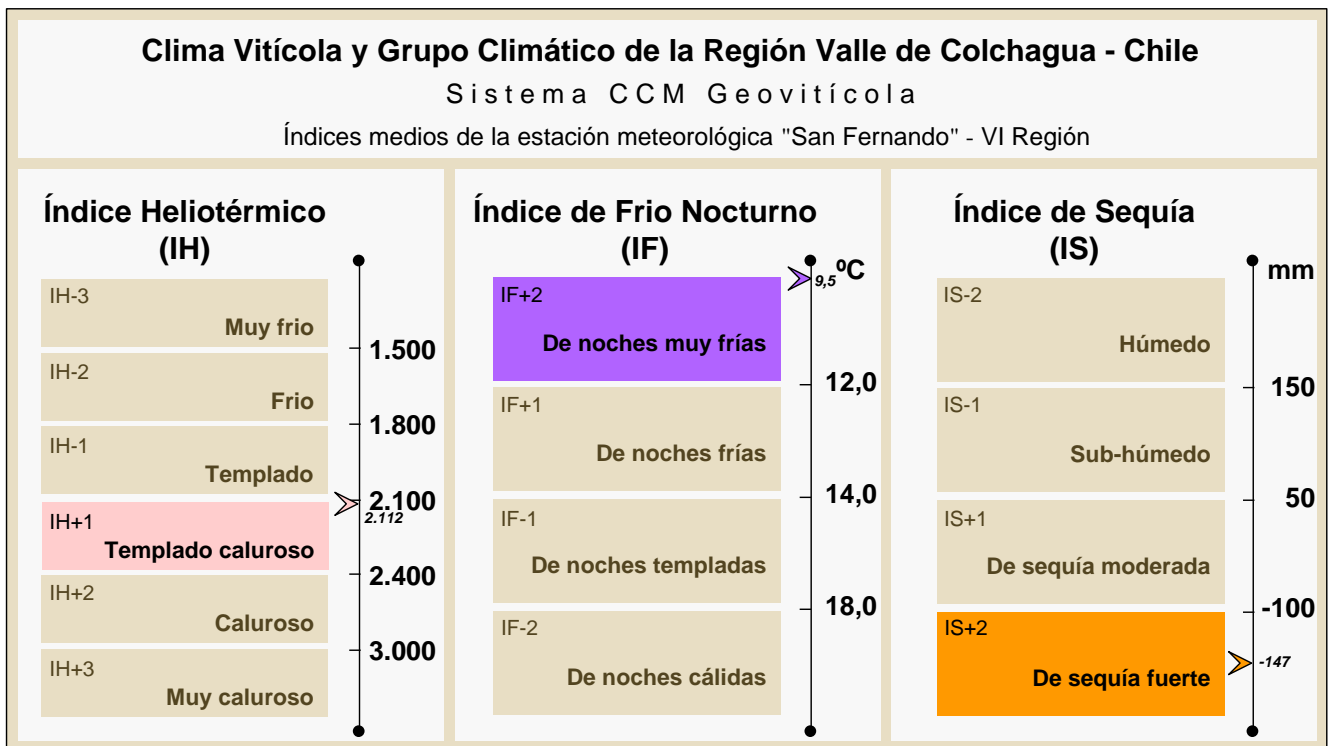 Clima Vitícola y Grupo Climático de la Región Valle de Colchagua - Chile
Sistema CCM Geovitícola
Índices medios de la estación meteorológica "San Fernando" - VI Región
Índice Heliotérmico
(IH)
IH-3
Muy frio
1.500
IH-2
Frio
1.800
IH-1
Templado
2.100
2.112
IH+1
Templado caluroso
2.400
IH+2
Caluroso
3.000
IH+3
Muy caluroso
Índice de Frio Nocturno
(IF)
ºC
9,5
IF+2
De noches muy frías
12,0
IF+1
De noches frías
14,0
IF-1
De noches templadas
18,0
IF-2
De noches cálidas
Índice de Sequía
(IS)
mm
IS-2
Húmedo
150
IS-1
Sub-húmedo
50
IS+1
De sequía moderada
-100
IS+2
-147
De sequía fuerte